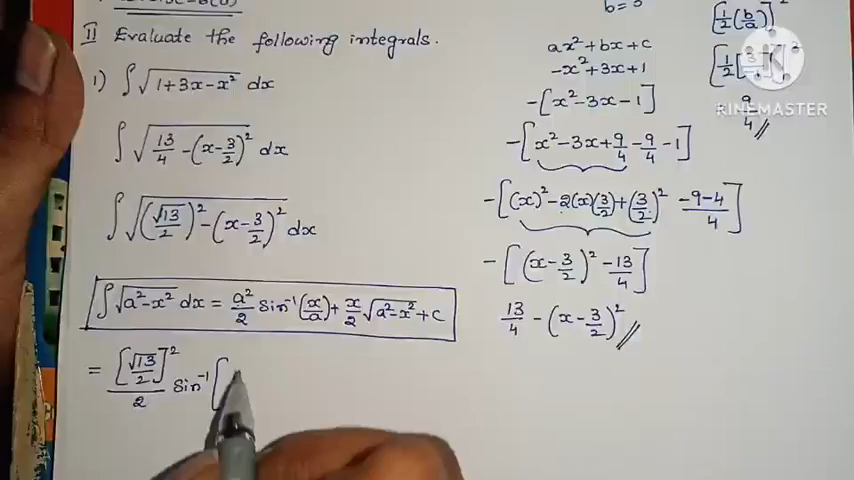 II Evaluate the following integrals.
1) ∫√(1+3x-x²) dx
∫√(13/4 -(x-3/2)²) dx
∫√((√13/2)² -(x-3/2)²) dx
∫√(a²-x²) dx = a²/2 Sin⁻¹(x/a)+x/2 √(a²-x²)+c
= [√13/2]²/2 Sin⁻¹[
b=3
ax²+bx+c
-x²+3x+1
-[x²-3x-1]
-[x²-3x+9/4-9/4-1]
-[(x)²-2(x)(3/2)+(3/2)² (-9-4)/4]
-[(x-3/2)² -13/4]
13/4 -(x-3/2)²
[1/2(b/a)]²
9/4
KINEMASTER